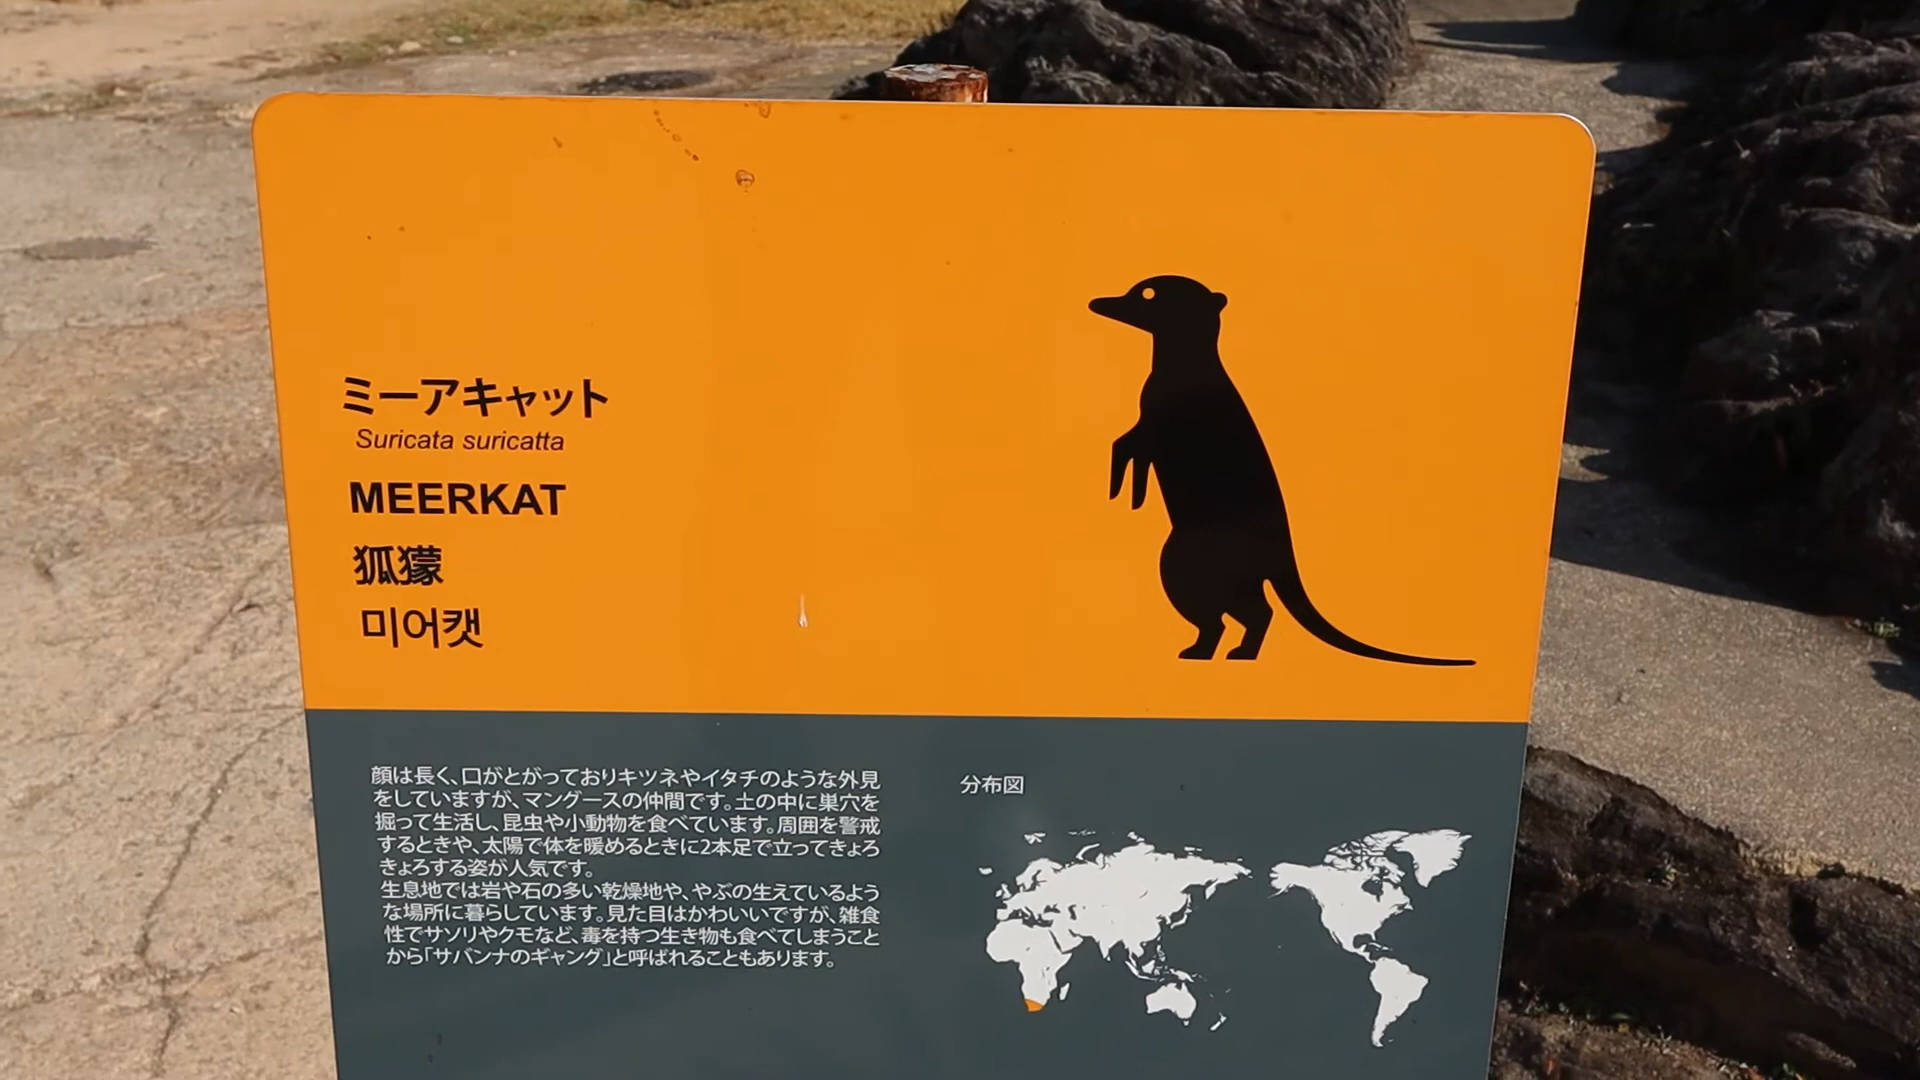 ミーアキャット
Suricata suricatta
MEERKAT
狐獴
미어캣
顔は長く、口がとがっておりキツネやイタチのような外見
をしていますが、マングースの仲間です。土の中に巣穴を
掘って生活し、昆虫や小動物を食べています。周囲を警戒
するときや、太陽で体を暖めるときに2本足で立ってきょろ
きょろする姿が人気です。
生息地では岩や石の多い乾燥地や、やぶの生えているよう
な場所に暮らしています。見た目はかわいいですが、雑食
性でサソリやクモなど、毒を持つ生き物も食べてしまうこと
から「サバンナのギャング」と呼ばれることもあります。
分布図